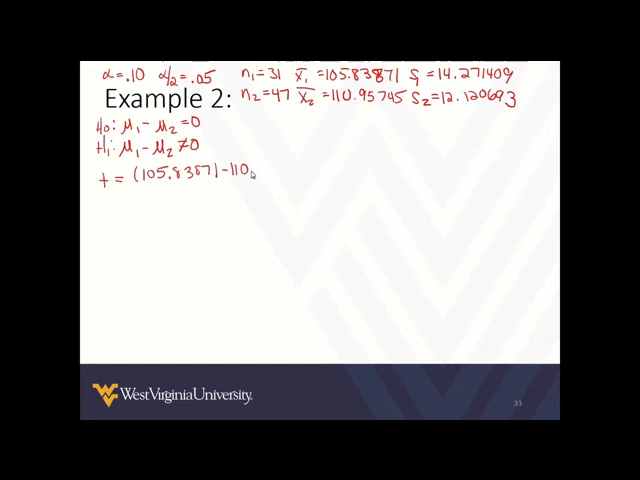 α=.10 α/2=.05 n1=31 x̄1=105.83871 s1=14.271409
Example 2: n2=47 x̄2=110.95745 s2=12.120693
H0: μ1-μ2=0
H1: μ1-μ2≠0
t = (105.83871-110.
WestVirginiaUniversity.
33